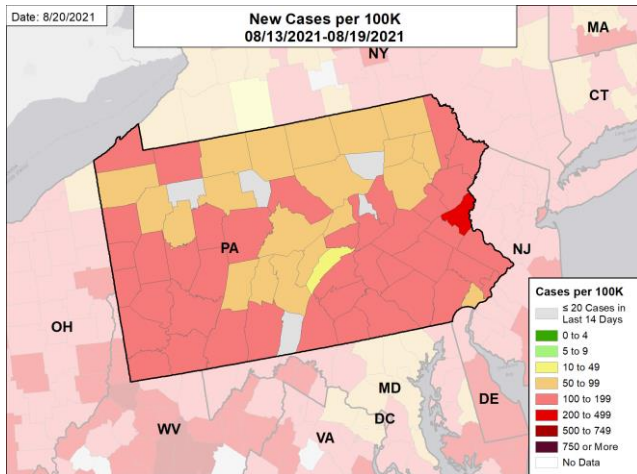 Date: 8/20/2021
New Cases per 100K
08/13/2021-08/19/2021
MA
NY
CT
PA
NJ
OH
MD
DE
WV
DC
VA
Cases per 100K
≤ 20 Cases in
Last 14 Days
0 to 4
5 to 9
10 to 49
50 to 99
100 to 199
200 to 499
500 to 749
750 or More
No Data